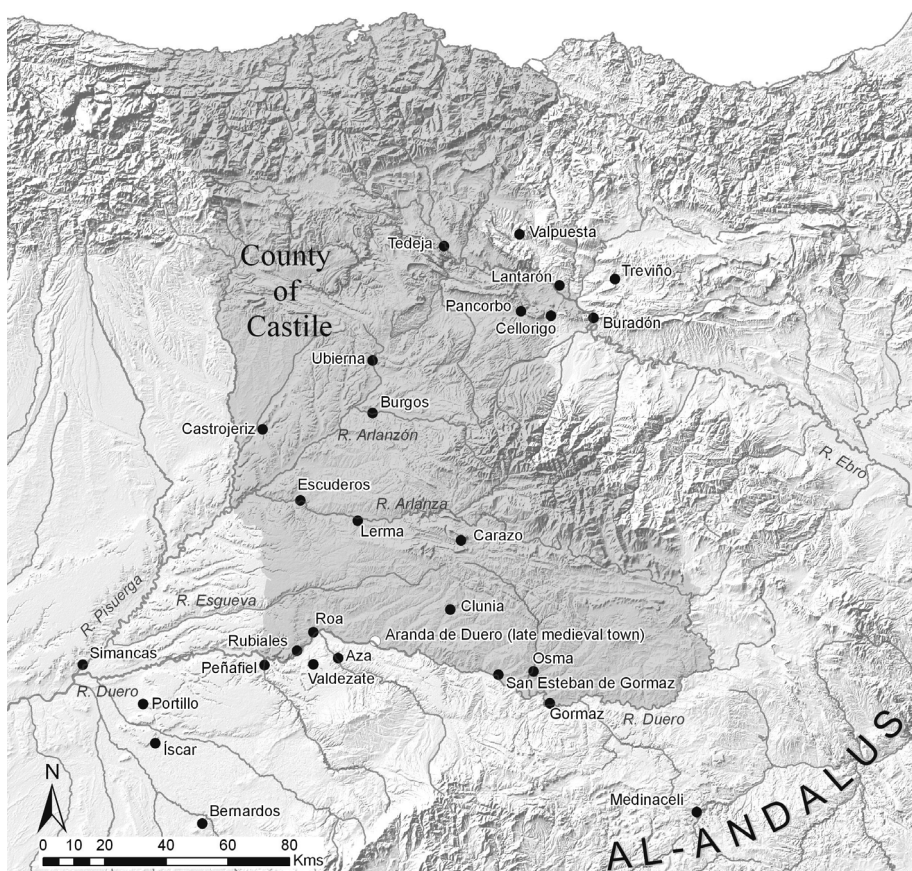 Valpuesta
Tedeja
County
of
Castile
Lantarón
Treviño
Pancorbo
Cellorigo
Buradón
Ubierna
Burgos
Castrojeriz
R. Arlanzón
R. Ebro
Escuderos
R. Arlanza
Lerma
Carazo
R. Pisuerga
R. Esgueva
Clunia
Roa
Aranda de Duero (late medieval town)
Rubiales
Simancas
Peñafiel
Aza
Valdezate
Osma
San Esteban de Gormaz
R. Duero
Portillo
Gormaz
R. Duero
Íscar
AL-ANDALUS
N
Medinaceli
Bernardos
0 20 40 60 80
Kms